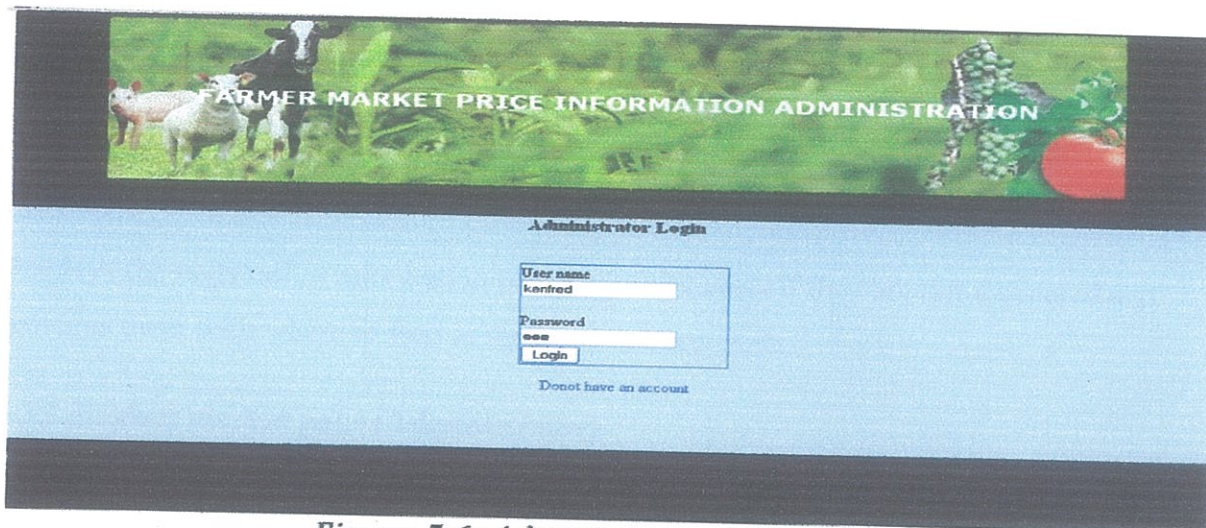 FARMER MARKET PRICE INFORMATION ADMINISTRATION
Administrator Login
User name
kenfred
Password
Login
Donot have an account